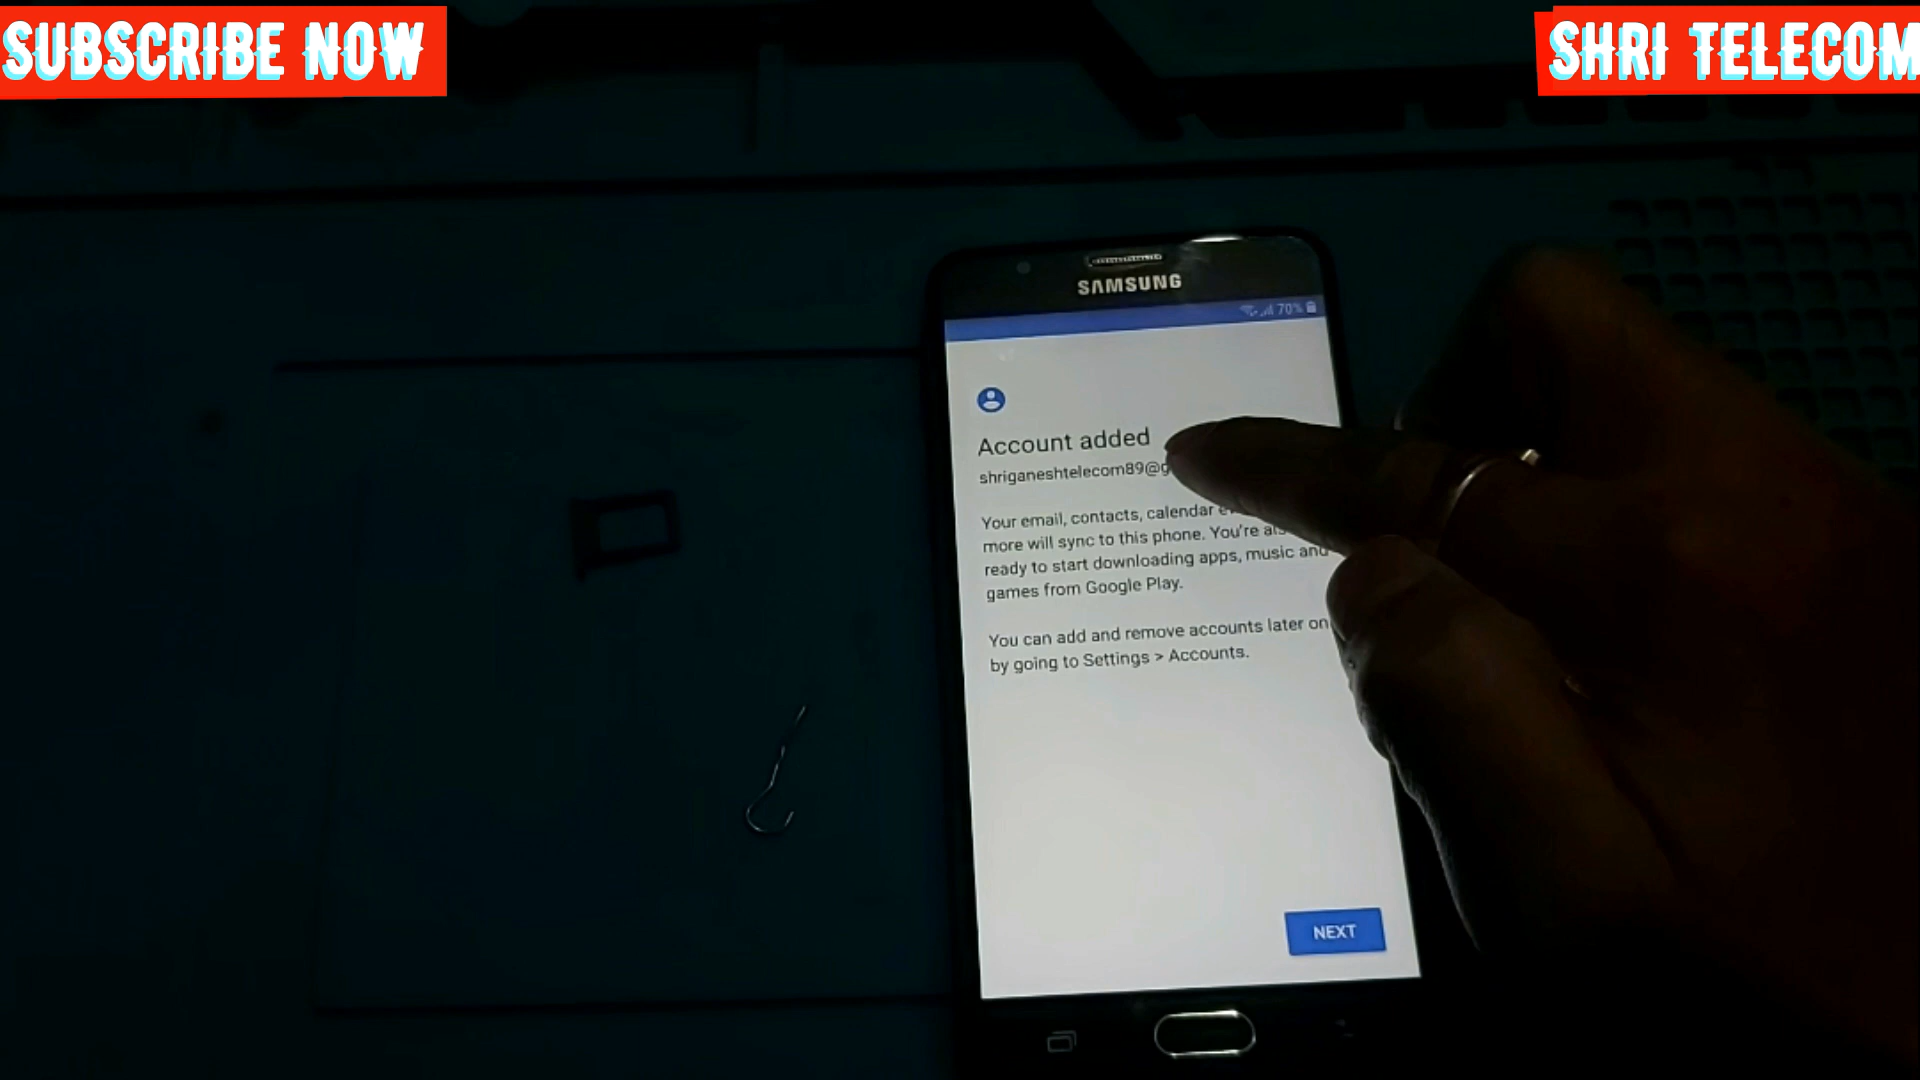 SUBSCRIBE NOW
SHRI TELECOM
SAMSUNG
70%
Account added
shriganeshtelecom89@g
Your email, contacts, calendar
more will sync to this phone. You're
ready to start downloading apps, music and
games from Google Play.
You can add and remove accounts later on
by going to Settings > Accounts.
NEXT